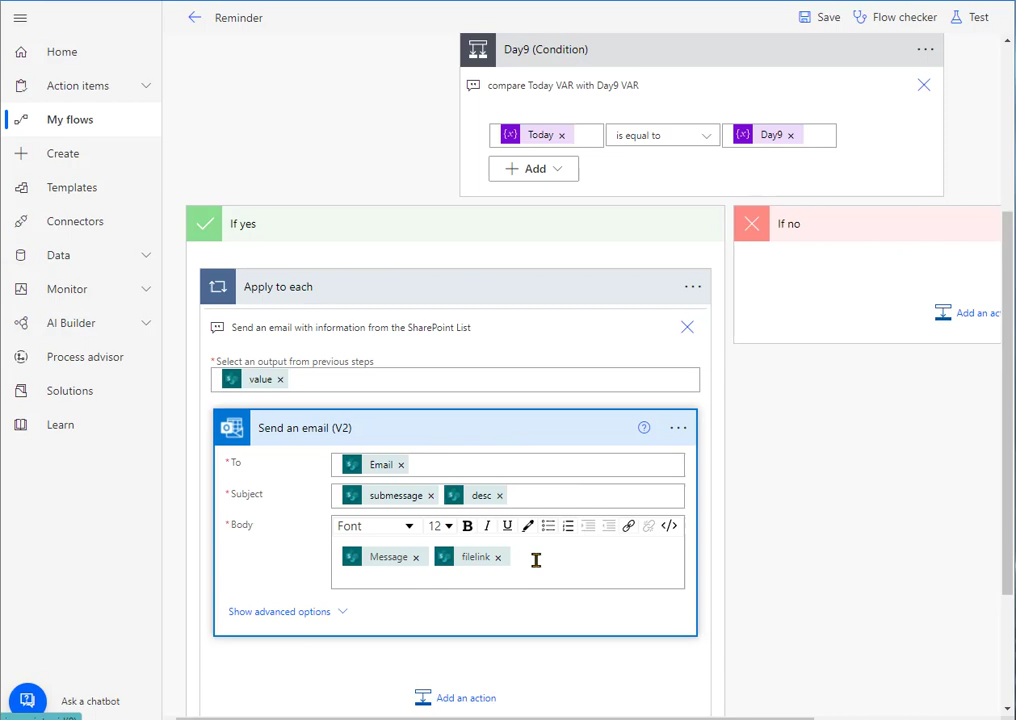 Reminder
Save
Flow checker
Test
Home
Action items
My flows
Create
Templates
Connectors
Data
Monitor
AI Builder
Process advisor
Solutions
Learn
Ask a chatbot
Day9 (Condition)
compare Today VAR with Day9 VAR
{x} Today × is equal to {x} Day9 ×
+ Add
If yes
If no
Add an ac
Apply to each
Send an email with information from the SharePoint List
*Select an output from previous steps
value ×
Send an email (V2)
*To Email ×
*Subject submessage × desc ×
*Body Font 12 B I U </>
Message × filelink ×
Show advanced options
Add an action